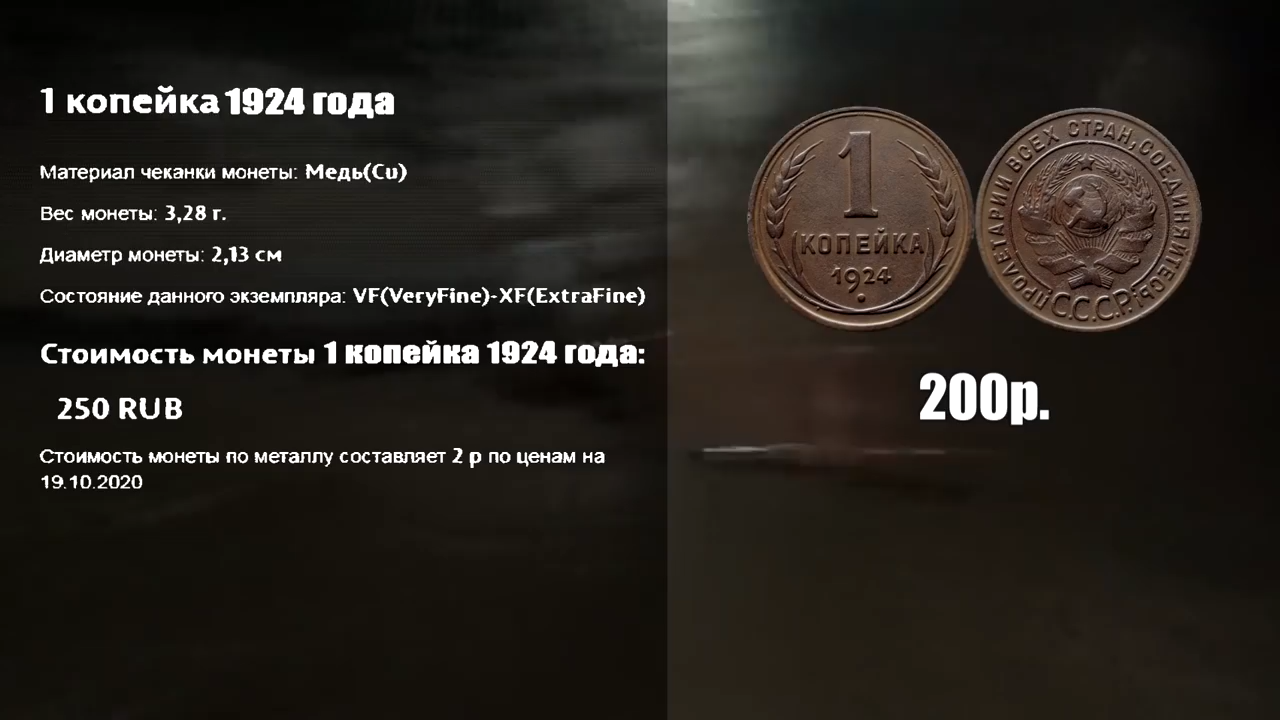 1 копейка 1924 года
Материал чеканки монеты: Медь(Cu)
Вес монеты: 3,28 г.
Диаметр монеты: 2,13 см
Состояние данного экземпляра: VF(VeryFine)-XF(ExtraFine)
Стоимость монеты 1 копейка 1924 года:
250 RUB
Стоимость монеты по металлу составляет 2 р по ценам на
19.10.2020
1
КОПЕЙКА
1924
ПРОЛЕТАРИИ ВСЕХ СТРАН, СОЕДИНЯЙТЕСЬ!
С.С.С.Р.
200р.